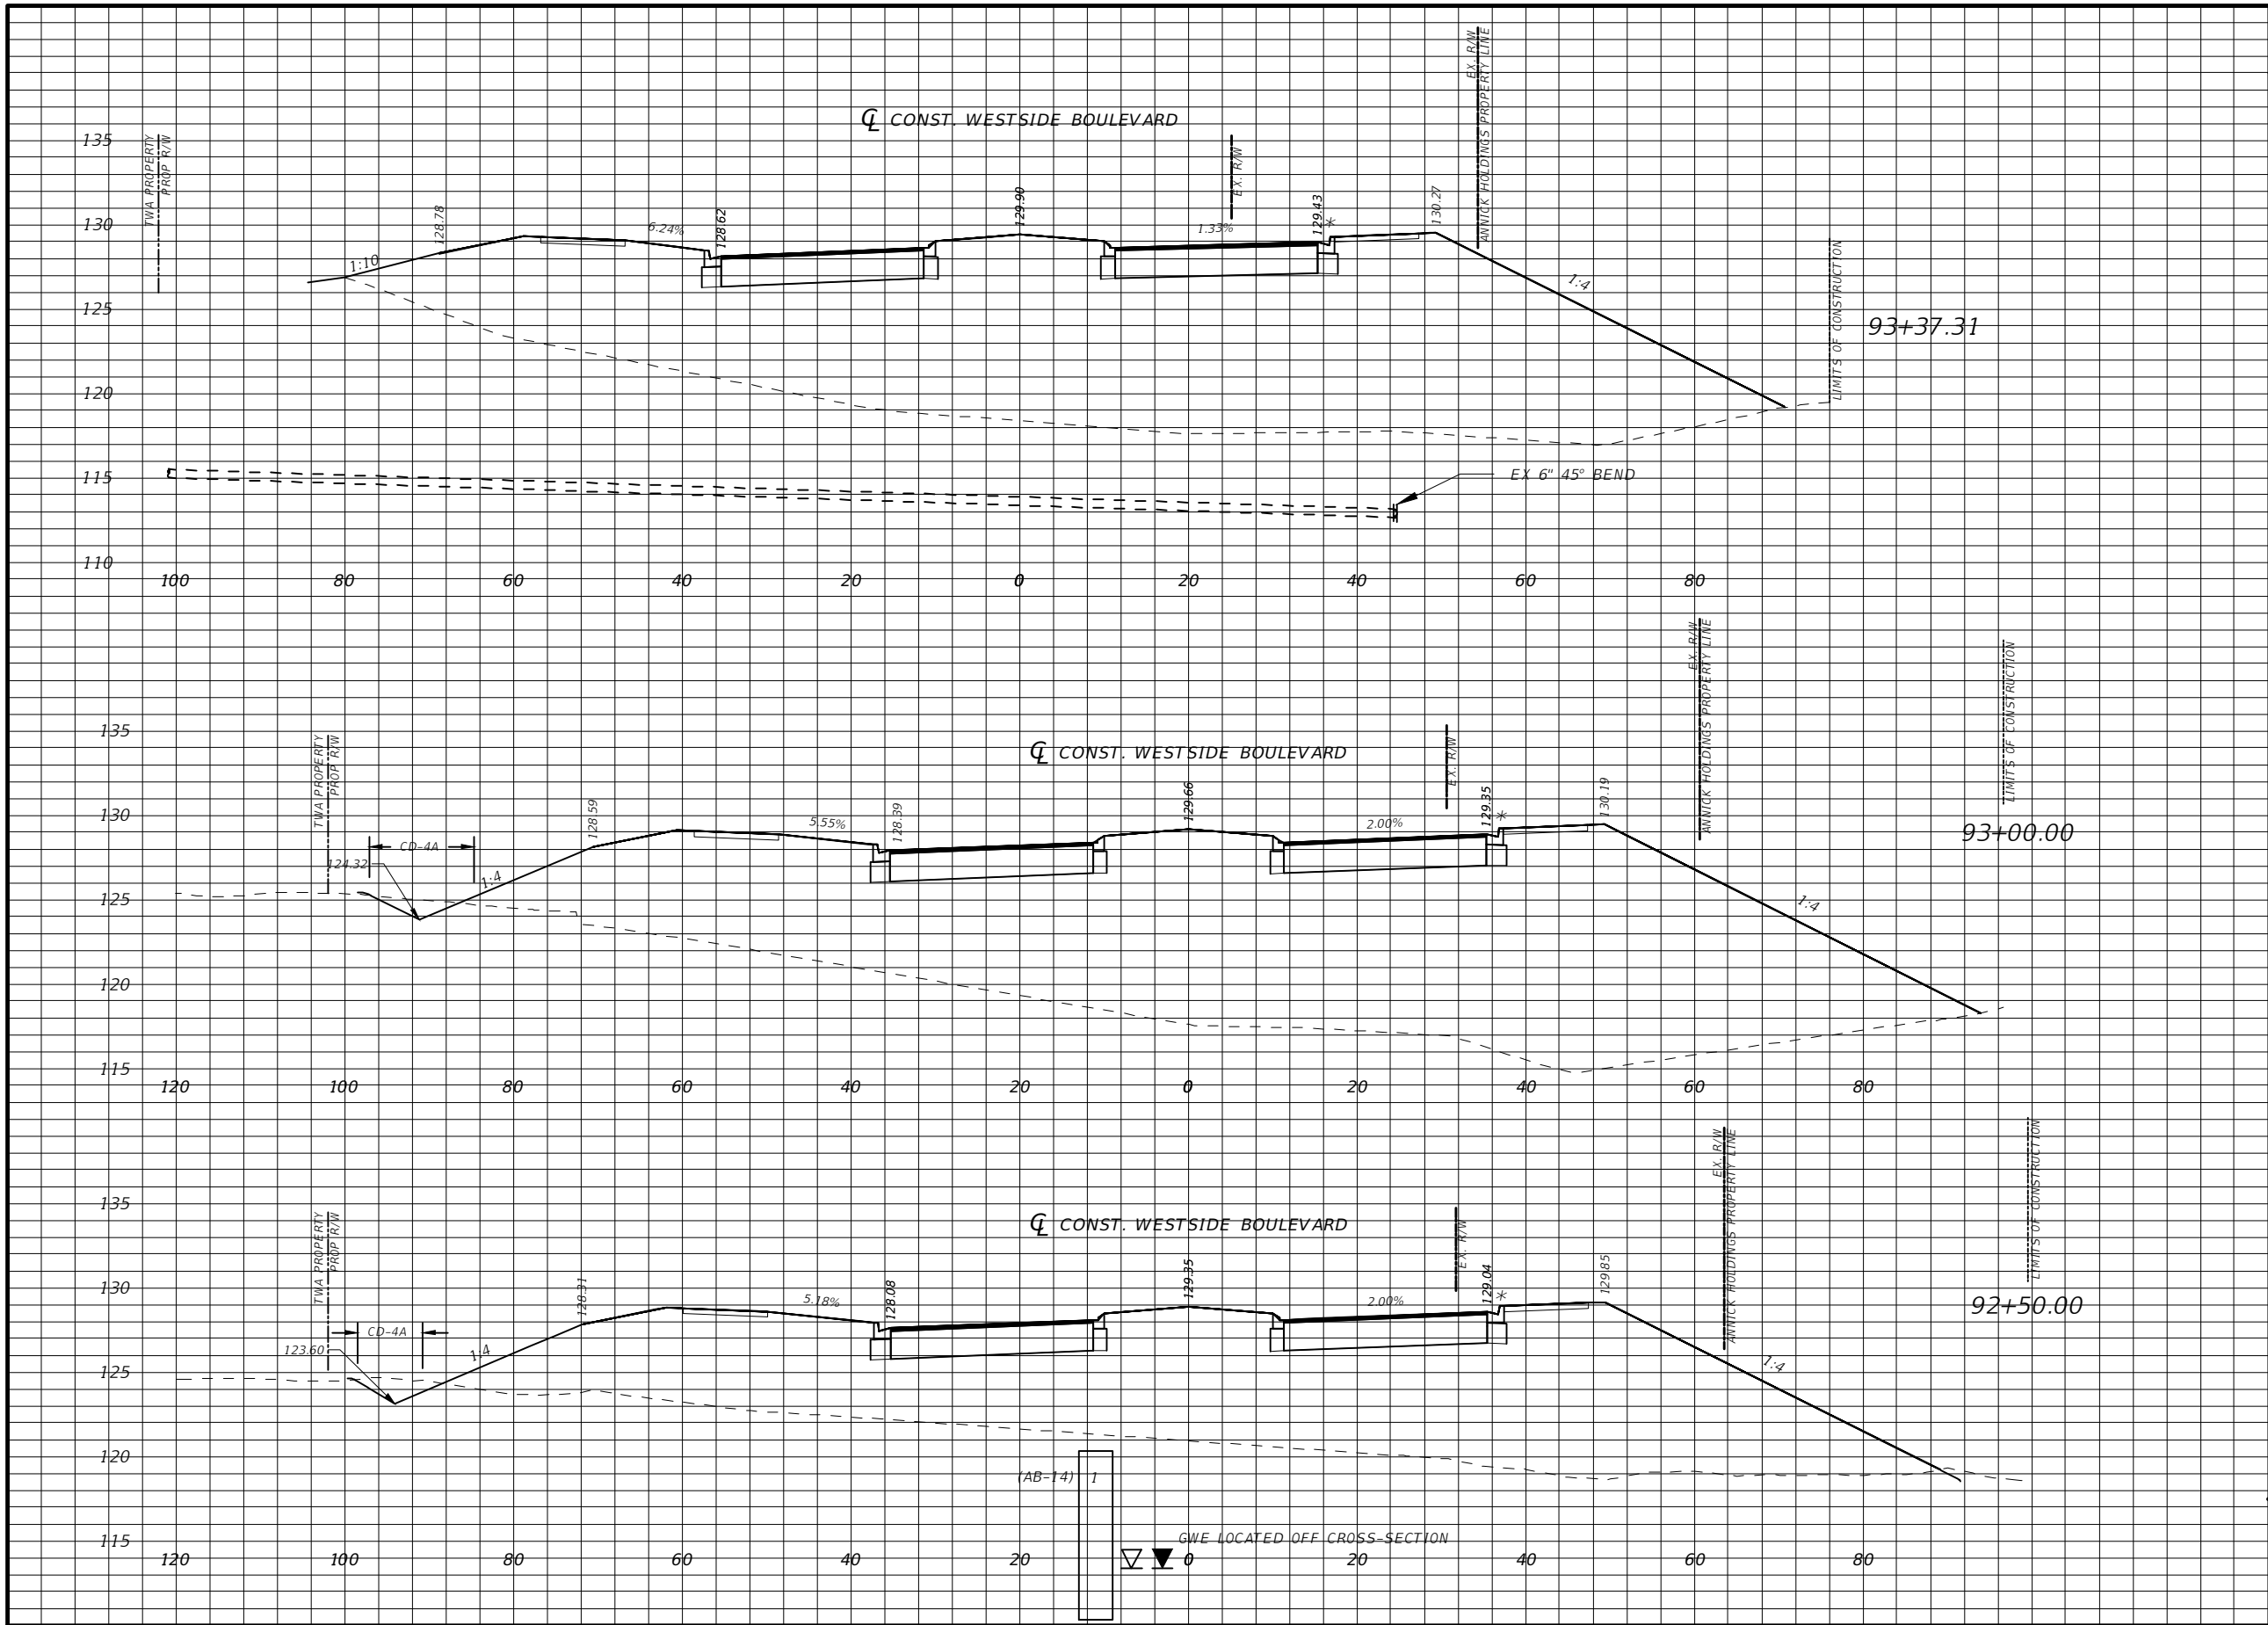 EX. R/W
ANNICK HOLDINGS PROPERTY LINE
℄ CONST. WESTSIDE BOULEVARD
135
TWA PROPERTY
PROP R/W
EX. R/W
130
128.78
6.24%
128.62
129.90
1.33%
129.43
*
130.27
1:10
1:4
LIMITS OF CONSTRUCTION
125
93+37.31
120
115
EX 6" 45° BEND
110
100 80 60 40 20 0 20 40 60 80
EX. R/W
ANNICK HOLDINGS PROPERTY LINE
LIMITS OF CONSTRUCTION
135
TWA PROPERTY
PROP R/W
℄ CONST. WESTSIDE BOULEVARD
EX. R/W
130
128.59
5.55%
128.39
129.66
2.00%
129.35
*
130.19
93+00.00
CD-4A
124.32
1:4
1:4
125
120
115
120 100 80 60 40 20 0 20 40 60 80
EX. R/W
ANNICK HOLDINGS PROPERTY LINE
LIMITS OF CONSTRUCTION
135
TWA PROPERTY
PROP R/W
℄ CONST. WESTSIDE BOULEVARD
EX. R/W
130
128.31
5.18%
128.08
129.35
2.00%
129.04
*
129.85
92+50.00
CD-4A
123.60
1:4
1:4
125
120
(AB-14) 1
115
GWE LOCATED OFF CROSS-SECTION
120 100 80 60 40 20 0 20 40 60 80